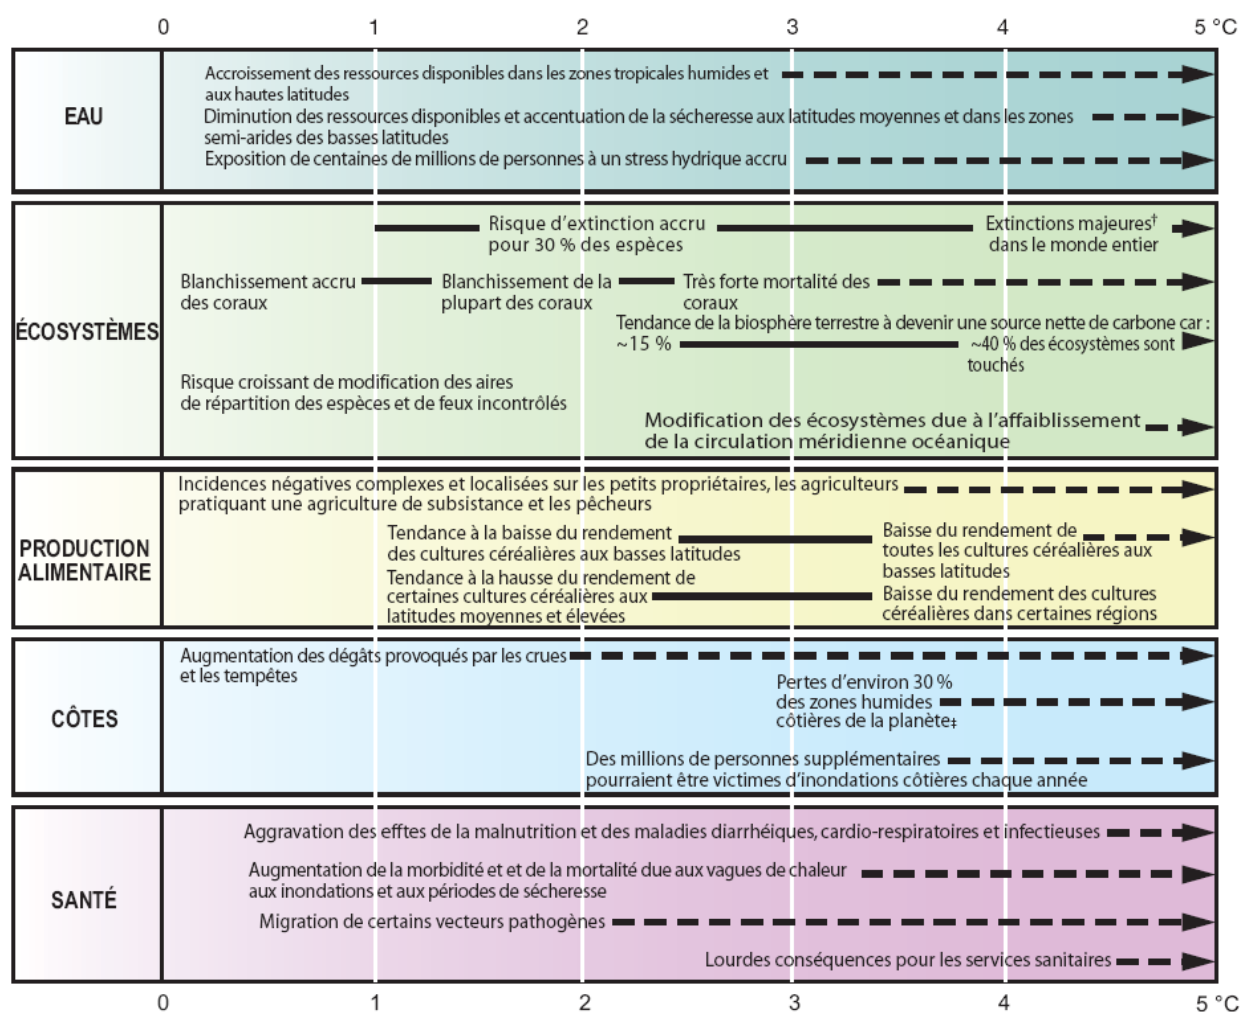 0 1 2 3 4 5 °C
EAU
Accroissement des ressources disponibles dans les zones tropicales humides et
aux hautes latitudes
Diminution des ressources disponibles et accentuation de la sécheresse aux latitudes moyennes et dans les zones
semi-arides des basses latitudes
Exposition de centaines de millions de personnes à un stress hydrique accru
ÉCOSYSTÈMES
Risque d'extinction accru
pour 30 % des espèces
Extinctions majeures†
dans le monde entier
Blanchissement accru
des coraux
Blanchissement de la
plupart des coraux
Très forte mortalité des
coraux
Tendance de la biosphère terrestre à devenir une source nette de carbone car :
~15 %
~40 % des écosystèmes sont
touchés
Risque croissant de modification des aires
de répartition des espèces et de feux incontrôlés
Modification des écosystèmes due à l'affaiblissement
de la circulation méridienne océanique
PRODUCTION
ALIMENTAIRE
Incidences négatives complexes et localisées sur les petits propriétaires, les agriculteurs
pratiquant une agriculture de subsistance et les pêcheurs
Tendance à la baisse du rendement
des cultures céréalières aux basses latitudes
Baisse du rendement de
toutes les cultures céréalières aux
basses latitudes
Tendance à la hausse du rendement de
certaines cultures céréalières aux
latitudes moyennes et élevées
Baisse du rendement des cultures
céréalières dans certaines régions
CÔTES
Augmentation des dégâts provoqués par les crues
et les tempêtes
Pertes d'environ 30 %
des zones humides
côtières de la planète‡
Des millions de personnes supplémentaires
pourraient être victimes d'inondations côtières chaque année
SANTÉ
Aggravation des efftes de la malnutrition et des maladies diarrhéiques, cardio-respiratoires et infectieuses
Augmentation de la morbidité et et de la mortalité due aux vagues de chaleur
aux inondations et aux périodes de sécheresse
Migration de certains vecteurs pathogènes
Lourdes conséquences pour les services sanitaires
0 1 2 3 4 5 °C